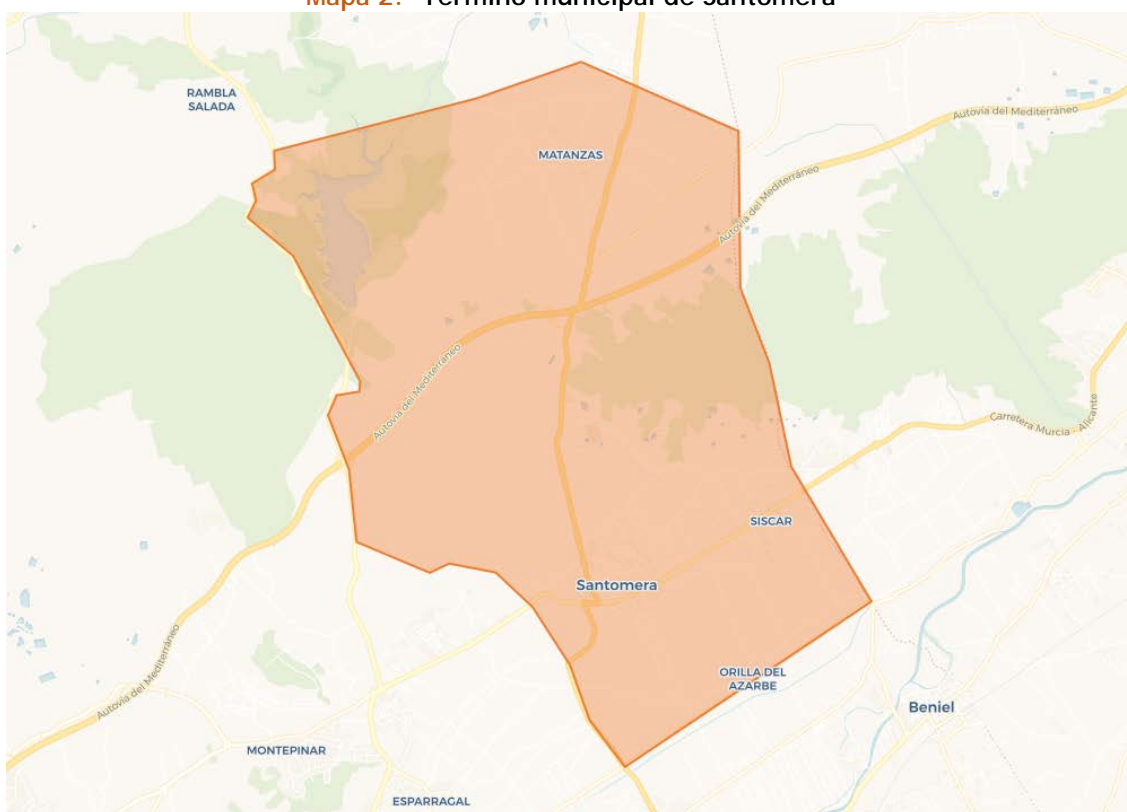 Mapa 2: Término municipal de Santomera
RAMBLA
SALADA
Autovía del Mediterráneo
MATANZAS
Autovía del Mediterráneo
Autovía del Mediterráneo
Carretera Murcia - Alicante
SISCAR
Santomera
ORILLA DEL
AZARBE
Beniel
Autovía del Mediterráneo
MONTEPINAR
ESPARRAGAL